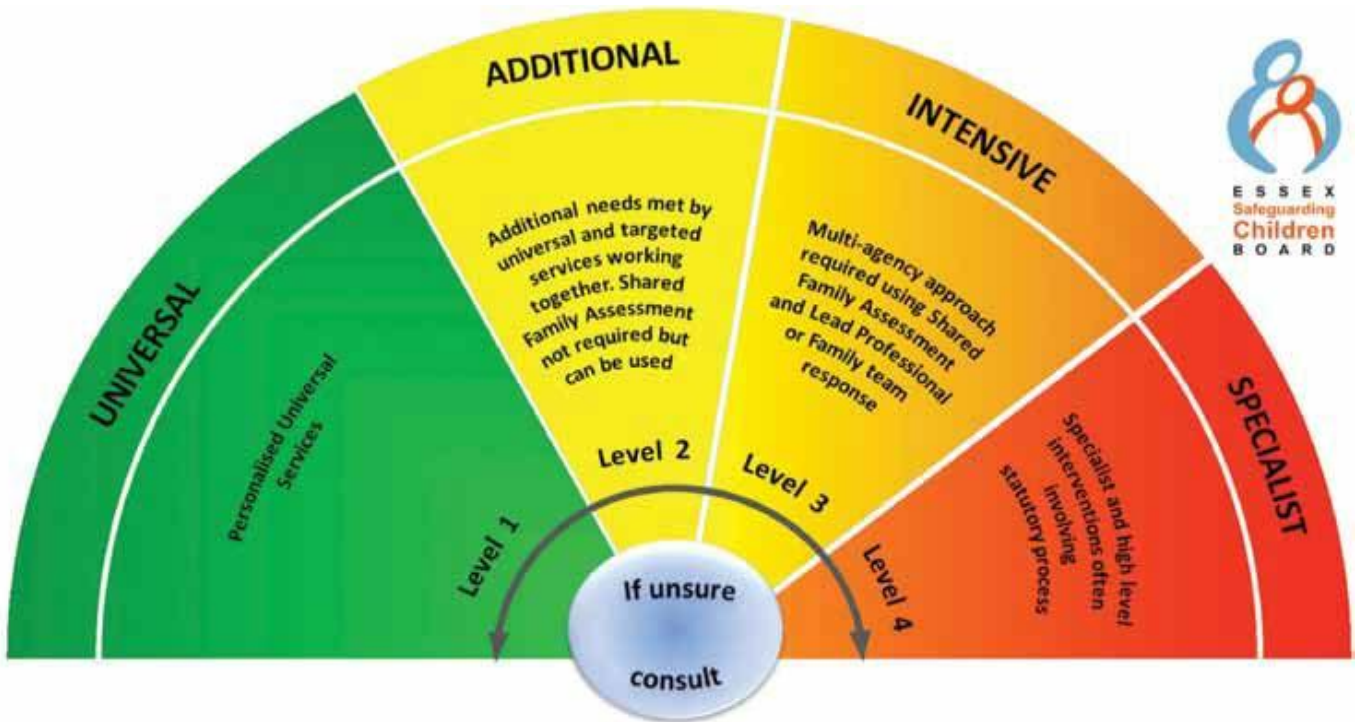 UNIVERSAL
Personalised Universal
Services
Level 1
ADDITIONAL
Additional needs met by
universal and targeted
services working
together. Shared
Family Assessment
not required but
can be used
Level 2
INTENSIVE
Multi-agency approach
required using Shared
Family Assessment
and Lead Professional
or Family team
response
Level 3
SPECIALIST
Specialist and high level
interventions often
involving
statutory process
Level 4
If unsure
consult
ESSEX
Safeguarding
Children
BOARD